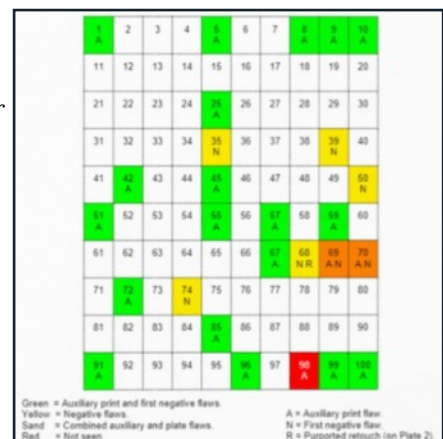 1 2 3 4 5 6 7 8 9 10
A A A A A
11 12 13 14 15 16 17 18 19 20
21 22 23 24 25 26 27 28 29 30
A
31 32 33 34 35 36 37 38 39 40
N N
41 42 43 44 45 46 47 48 49 50
A A N
51 52 53 54 55 56 57 58 59 60
A A A A
61 62 63 64 65 66 67 68 69 70
A N R A N A N
71 72 73 74 75 76 77 78 79 80
A N
81 82 83 84 85 86 87 88 89 90
A
91 92 93 94 95 96 97 98 99 100
A A A A A
Green = Auxiliary print and first negative flaws.
Yellow = Negative flaws. A = Auxiliary print flaw.
Sand = Combined auxiliary and plate flaws. N = First negative flaw.
Red = Not seen. R = Purported retouch (on Plate 2).